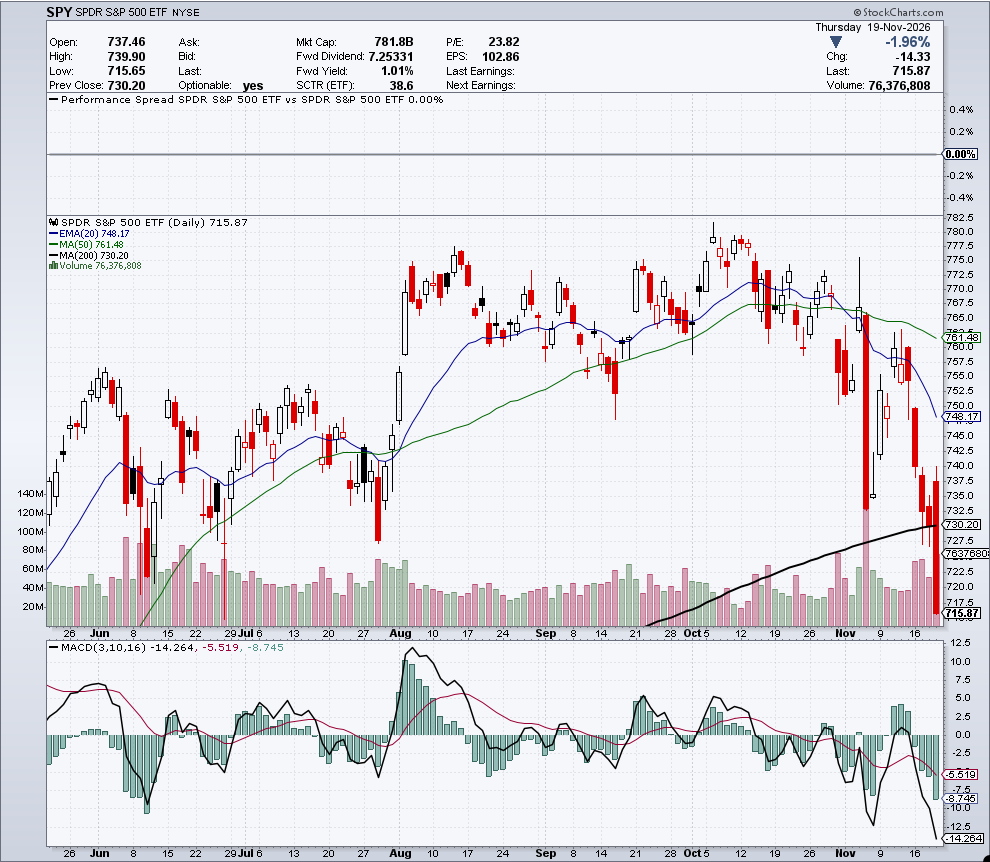 SPY SPDR S&P 500 ETF NYSE
© StockCharts.com
Thursday 19-Nov-2026
Open: 737.46 Ask: Mkt Cap: 781.8B P/E: 23.82 -1.96%
High: 739.90 Bid: Fwd Dividend: 7.25331 EPS: 102.86 Chg: -14.33
Low: 715.65 Last: Fwd Yield: 1.01% Last Earnings: Last: 715.87
Prev Close: 730.20 Optionable: yes SCTR (ETF): 38.6 Next Earnings: Volume: 76,376,808
Performance Spread SPDR S&P 500 ETF vs SPDR S&P 500 ETF 0.00%
0.4%
0.2%
0.00%
-0.2%
-0.4%
SPDR S&P 500 ETF (Daily) 715.87
EMA(20) 748.17
MA(50) 761.48
MA(200) 730.20
Volume 76,376,808
782.5
780.0
777.5
775.0
772.5
770.0
767.5
765.0
761.48
760.0
757.5
755.0
752.5
750.0
748.17
745.0
742.5
740.0
737.5
735.0
732.5
730.20
727.5
76376808
722.5
720.0
717.5
715.87
140M
120M
100M
80M
60M
40M
20M
26 Jun 8 15 22 29 Jul 6 13 20 27 Aug 10 17 24 Sep 8 14 21 28 Oct 5 12 19 26 Nov 9 16
MACD(3,10,16) -14.264, -5.519, -8.745
12.5
10.0
7.5
5.0
2.5
0.0
-2.5
-5.519
-7.5
-8.745
-10.0
-12.5
-14.264
26 Jun 8 15 22 29 Jul 6 13 20 27 Aug 10 17 24 Sep 8 14 21 28 Oct 5 12 19 26 Nov 9 16